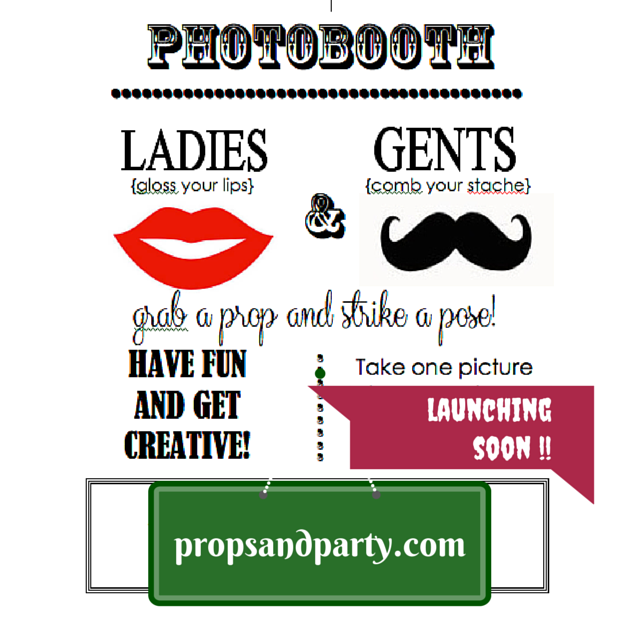 PHOTOBOOTH
LADIES
{gloss your lips}
&
GENTS
{comb your stache}
grab a prop and strike a pose!
HAVE FUN
AND GET
CREATIVE!
Take one picture
LAUNCHING
SOON !!
propsandparty.com